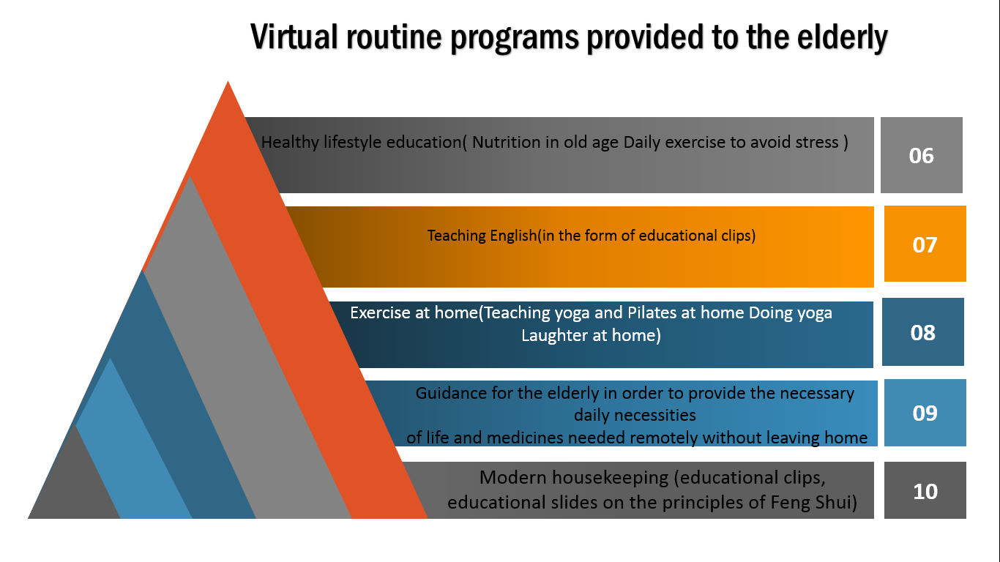 Virtual routine programs provided to the elderly
Healthy lifestyle education( Nutrition in old age Daily exercise to avoid stress )
06
Teaching English(in the form of educational clips)
07
Exercise at home(Teaching yoga and Pilates at home Doing yoga
Laughter at home)
08
Guidance for the elderly in order to provide the necessary
daily necessities
of life and medicines needed remotely without leaving home
09
Modern housekeeping (educational clips,
educational slides on the principles of Feng Shui)
10